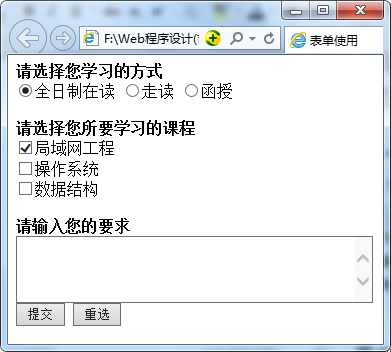 F:\Web程序设计(
表单使用
请选择您学习的方式
全日制在读 走读 函授
请选择您所要学习的课程
局域网工程
操作系统
数据结构
请输入您的要求
提交 重选